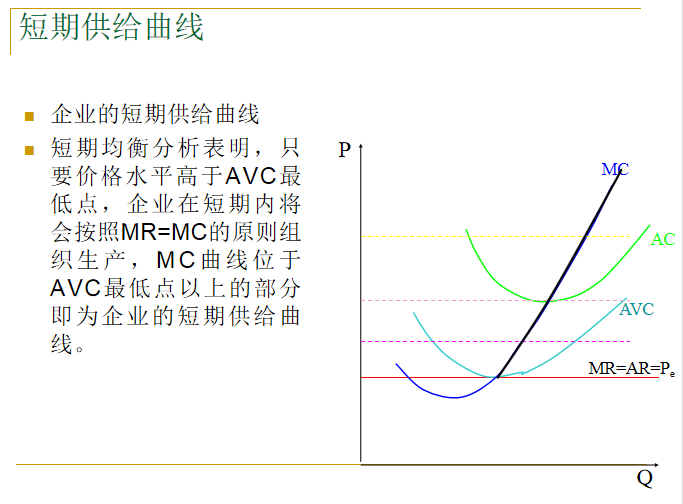 短期供给曲线
企业的短期供给曲线
短期均衡分析表明，只
要价格水平高于AVC最
低点，企业在短期内将
会按照MR=MC的原则组
织生产，MC曲线位于
AVC最低点以上的部分
即为企业的短期供给曲
线。
P
MC
AC
AVC
MR=AR=Pe
Q